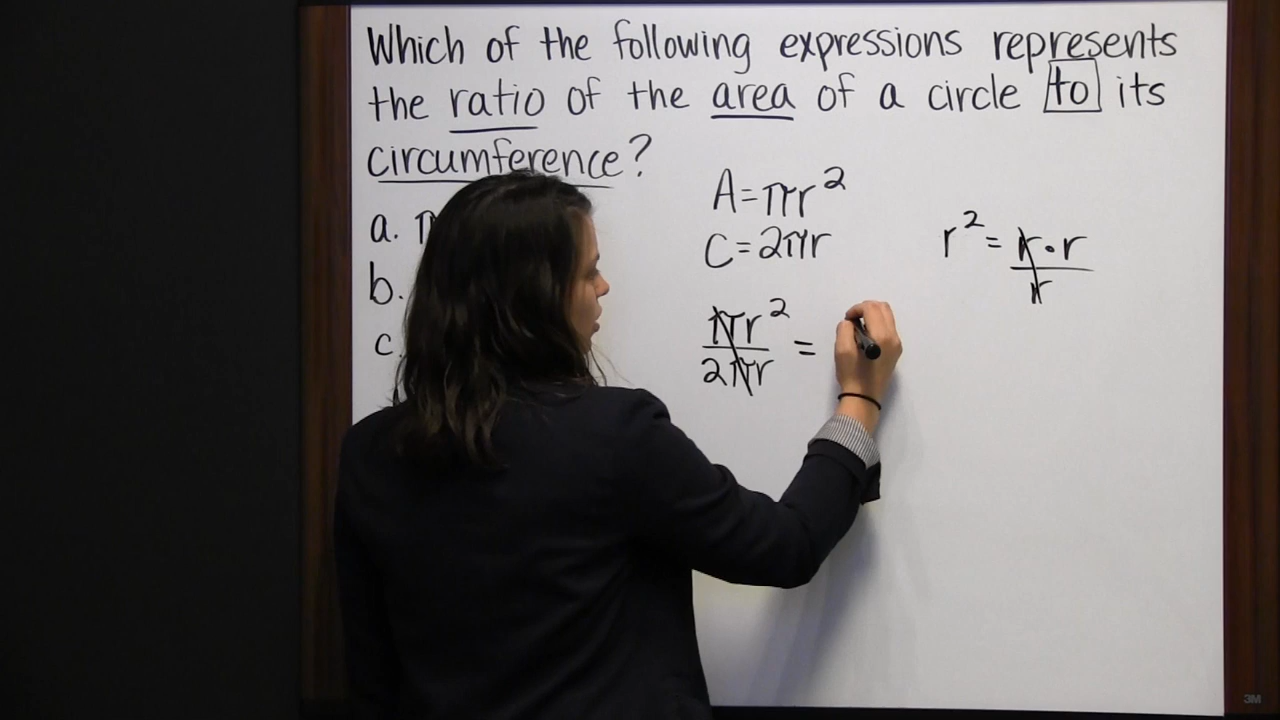 Which of the following expressions represents
the ratio of the area of a circle to its
circumference?
A=πr²
C=2πr
r² = r·r
r
a. π
b.
c.
πr²
2πr
=
3M